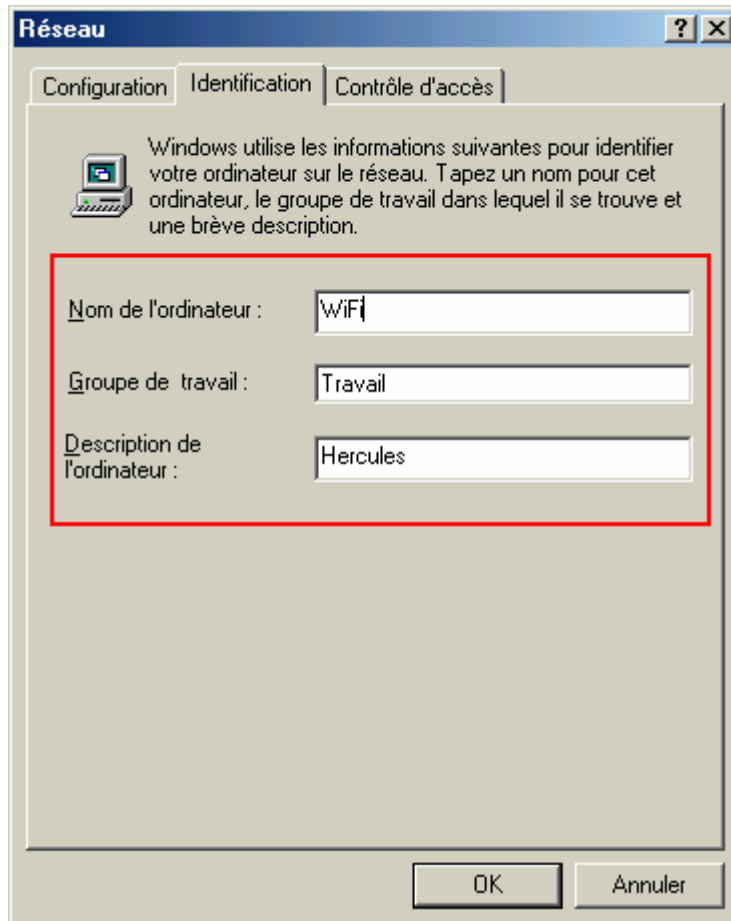 Réseau
Configuration Identification Contrôle d'accès
Windows utilise les informations suivantes pour identifier
votre ordinateur sur le réseau. Tapez un nom pour cet
ordinateur, le groupe de travail dans lequel il se trouve et
une brève description.
Nom de l'ordinateur : WiFi
Groupe de travail : Travail
Description de
l'ordinateur : Hercules
OK Annuler